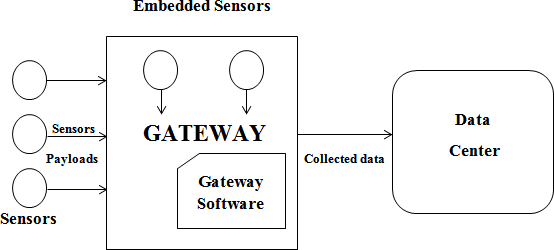 Embedded Sensors
Sensors
Payloads
Sensors
GATEWAY
Gateway
Software
Collected data
Data
Center